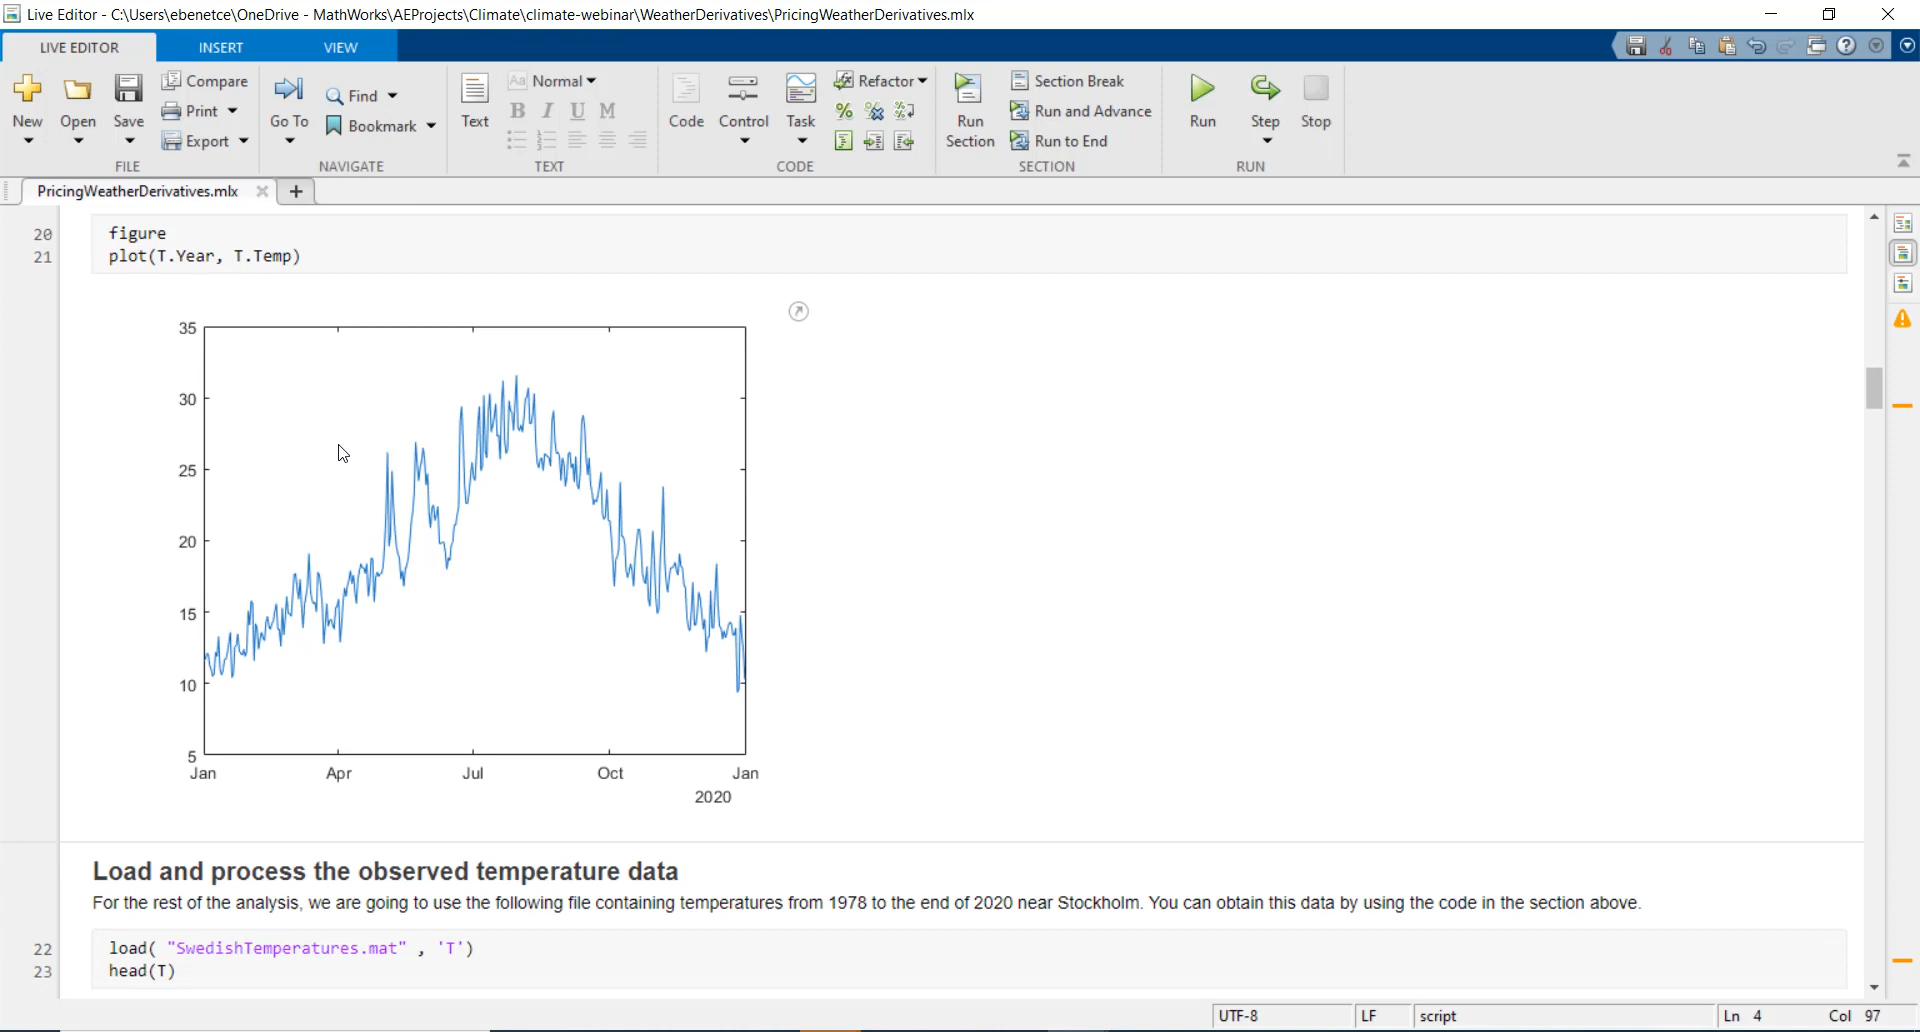 Live Editor - C:\Users\ebenetce\OneDrive - MathWorks\AEProjects\Climate\climate-webinar\WeatherDerivatives\PricingWeatherDerivatives.mlx
LIVE EDITOR INSERT VIEW
New
Open
Save
Compare
Print
Export
FILE
Go To
Find
Bookmark
NAVIGATE
Text
Aa Normal
B I U M
TEXT
Code
Control
Task
Refactor
CODE
Run Section
Section Break
Run and Advance
Run to End
SECTION
Run
Step
Stop
RUN
PricingWeatherDerivatives.mlx
20 figure
21 plot(T.Year, T.Temp)
35
30
25
20
15
10
5
Jan Apr Jul Oct Jan
2020
Load and process the observed temperature data
For the rest of the analysis, we are going to use the following file containing temperatures from 1978 to the end of 2020 near Stockholm. You can obtain this data by using the code in the section above.
22 load( "SwedishTemperatures.mat" , 'T')
23 head(T)
UTF-8 LF script Ln 4 Col 97